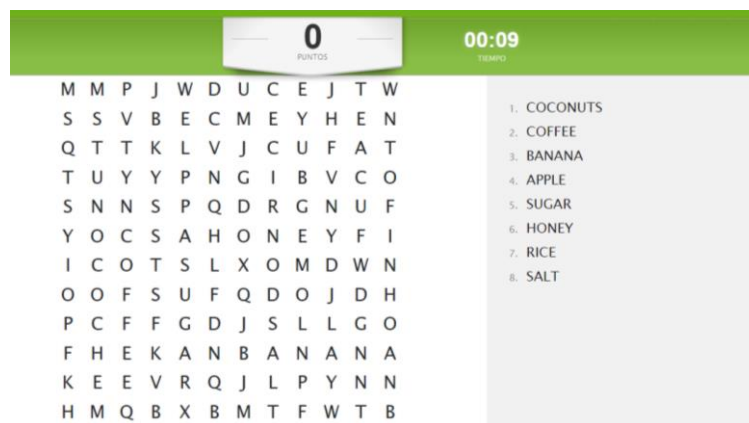 0
PUNTOS
00:09
TIEMPO
M M P J W D U C E J T W
S S V B E C M E Y H E N
Q T T K L V J C U F A T
T U Y Y P N G I B V C O
S N N S P Q D R G N U F
Y O C S A H O N E Y F I
I C O T S L X O M D W N
O O F S U F Q D O J D H
P C F F G D J S L L G O
F H E K A N B A N A N A
K E E V R Q J L P Y N N
H M Q B X B M T F W T B
1. COCONUTS
2. COFFEE
3. BANANA
4. APPLE
5. SUGAR
6. HONEY
7. RICE
8. SALT